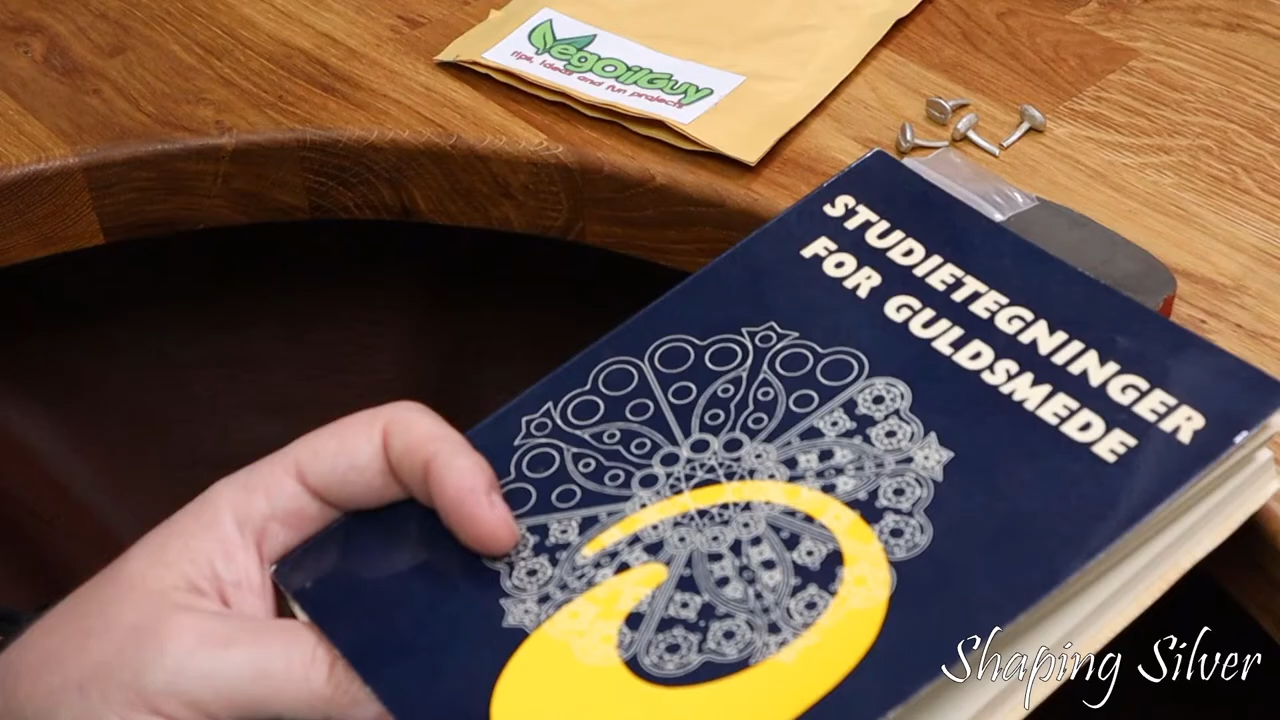 VegOilGuy
tips, ideas and fun projects
STUDIETEGNINGER
FOR GULDSMEDE
Shaping Silver